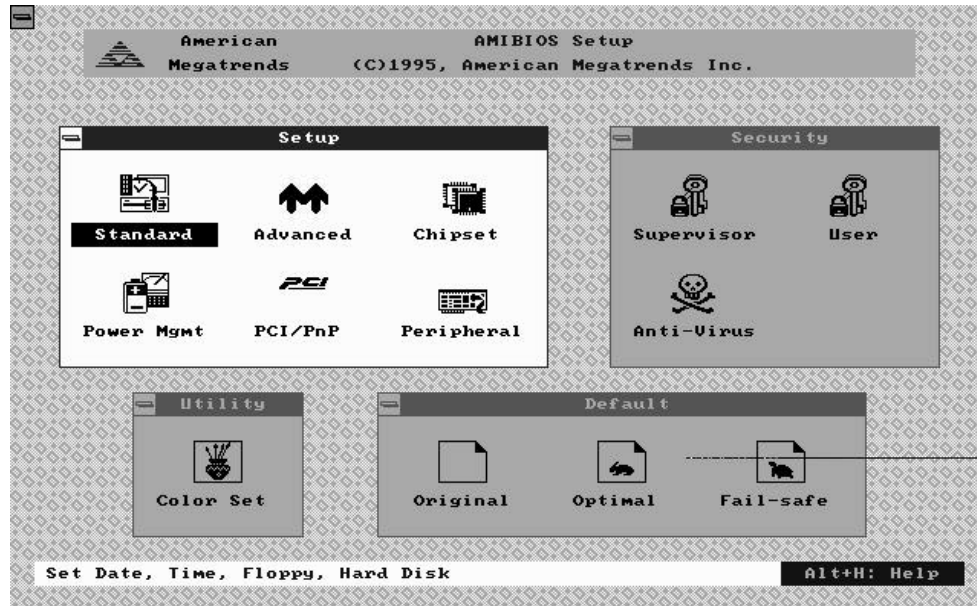 American AMIBIOS Setup
Megatrends (C)1995, American Megatrends Inc.
Setup
Standard Advanced Chipset
PCI
Power Mgmt PCI/PnP Peripheral
Security
Supervisor User
Anti-Virus
Utility
Color Set
Default
Original Optimal Fail-safe
Set Date, Time, Floppy, Hard Disk Alt+H: Help